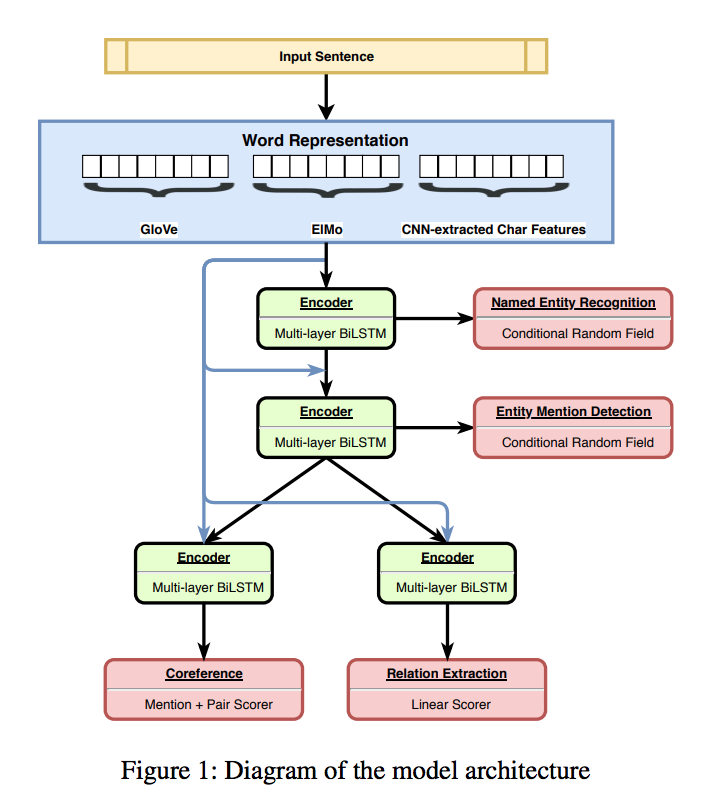 Input Sentence
Word Representation
GloVe
ElMo
CNN-extracted Char Features
Encoder
Multi-layer BiLSTM
Named Entity Recognition
Conditional Random Field
Encoder
Multi-layer BiLSTM
Entity Mention Detection
Conditional Random Field
Encoder
Multi-layer BiLSTM
Encoder
Multi-layer BiLSTM
Coreference
Mention + Pair Scorer
Relation Extraction
Linear Scorer
Figure 1: Diagram of the model architecture